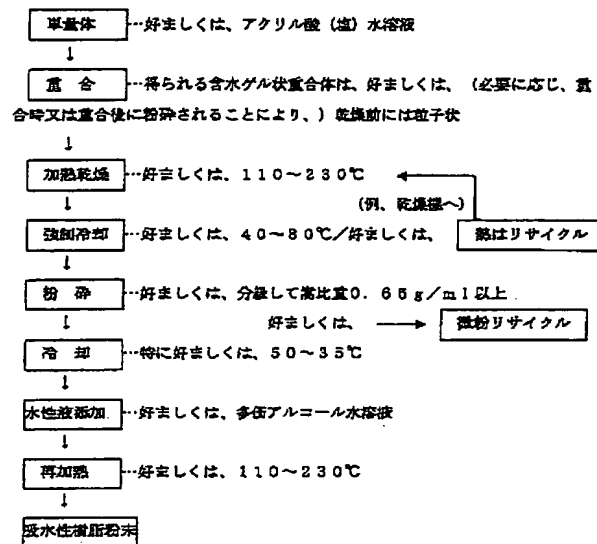 単量体 …好ましくは、アクリル酸（塩）水溶液
↓
重　合 …得られる含水ゲル状重合体は、好ましくは、（必要に応じ、重
合時又は重合後に粉砕されることにより、）乾燥前には粒子状
↓
加熱乾燥 …好ましくは、１１０～２３０℃ ←
↓ （例、乾燥機へ）
強制冷却 …好ましくは、４０～８０℃／好ましくは、 熱はリサイクル
↓
粉　砕 …好ましくは、分級して嵩比重０．６５ｇ／ｍｌ以上
↓ 好ましくは、 → 微粉リサイクル
冷　却 …特に好ましくは、５０～３５℃
↓
水性液添加 …好ましくは、多価アルコール水溶液
↓
再加熱 …好ましくは、１１０～２３０℃
↓
吸水性樹脂粉末